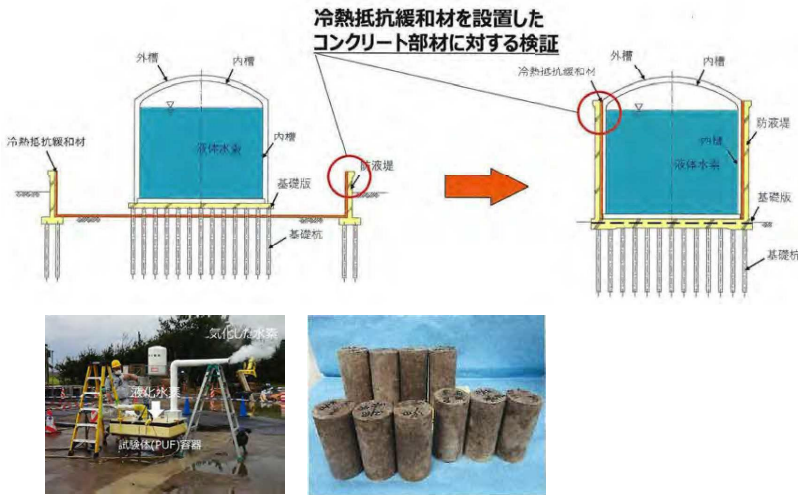 冷熱抵抗緩和材を設置した
コンクリート部材に対する検証
外槽
内槽
冷熱抵抗緩和材
液体水素
内槽
防液堤
基礎版
基礎杭
外槽
内槽
冷熱抵抗緩和材
防液堤
内槽
液体水素
基礎版
基礎杭
気化した水素
液化水素
試験体(PUF)容器